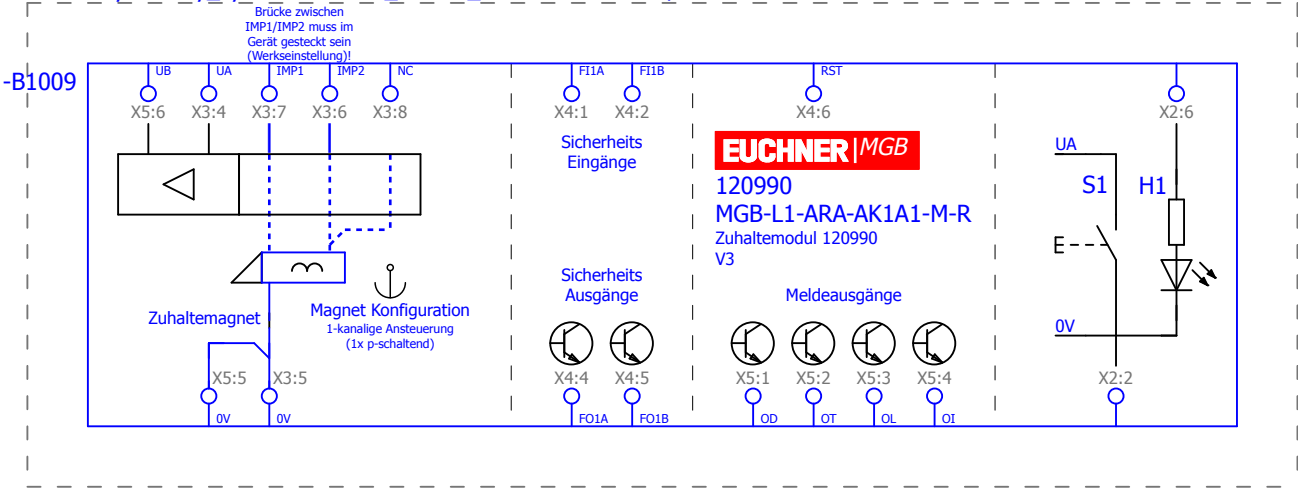 Brücke zwischen
IMP1/IMP2 muss im
Gerät gesteckt sein
(Werkseinstellung)!
-B1009
UB UA IMP1 IMP2 NC FI1A FI1B RST
X5:6 X3:4 X3:7 X3:6 X3:8 X4:1 X4:2 X4:6 X2:6
Sicherheits
Eingänge
EUCHNER MGB
120990
MGB-L1-ARA-AK1A1-M-R
Zuhaltemodul 120990
V3
UA
S1 H1
E
0V
Sicherheits
Ausgänge
Meldeausgänge
Zuhaltemagnet
Magnet Konfiguration
1-kanalige Ansteuerung
(1x p-schaltend)
X5:5 X3:5 X4:4 X4:5 X5:1 X5:2 X5:3 X5:4 X2:2
0V 0V FO1A FO1B OD OT OL OI